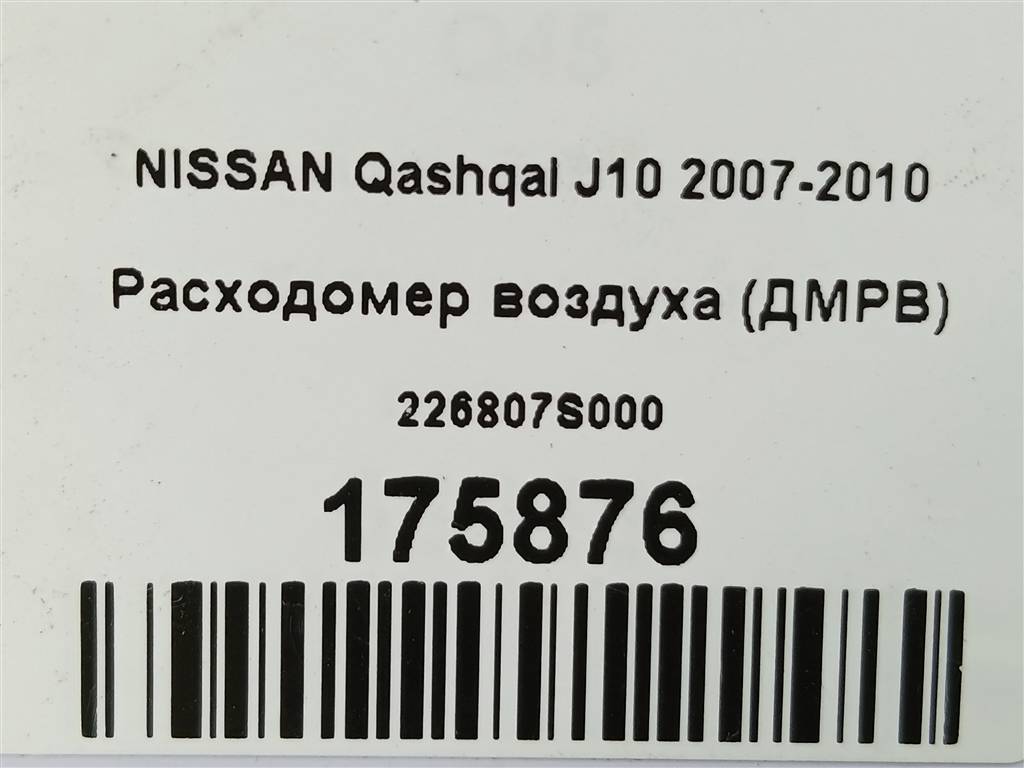 NISSAN Qashqai J10 2007-2010
Расходомер воздуха (ДМРВ)
226807S000
175876